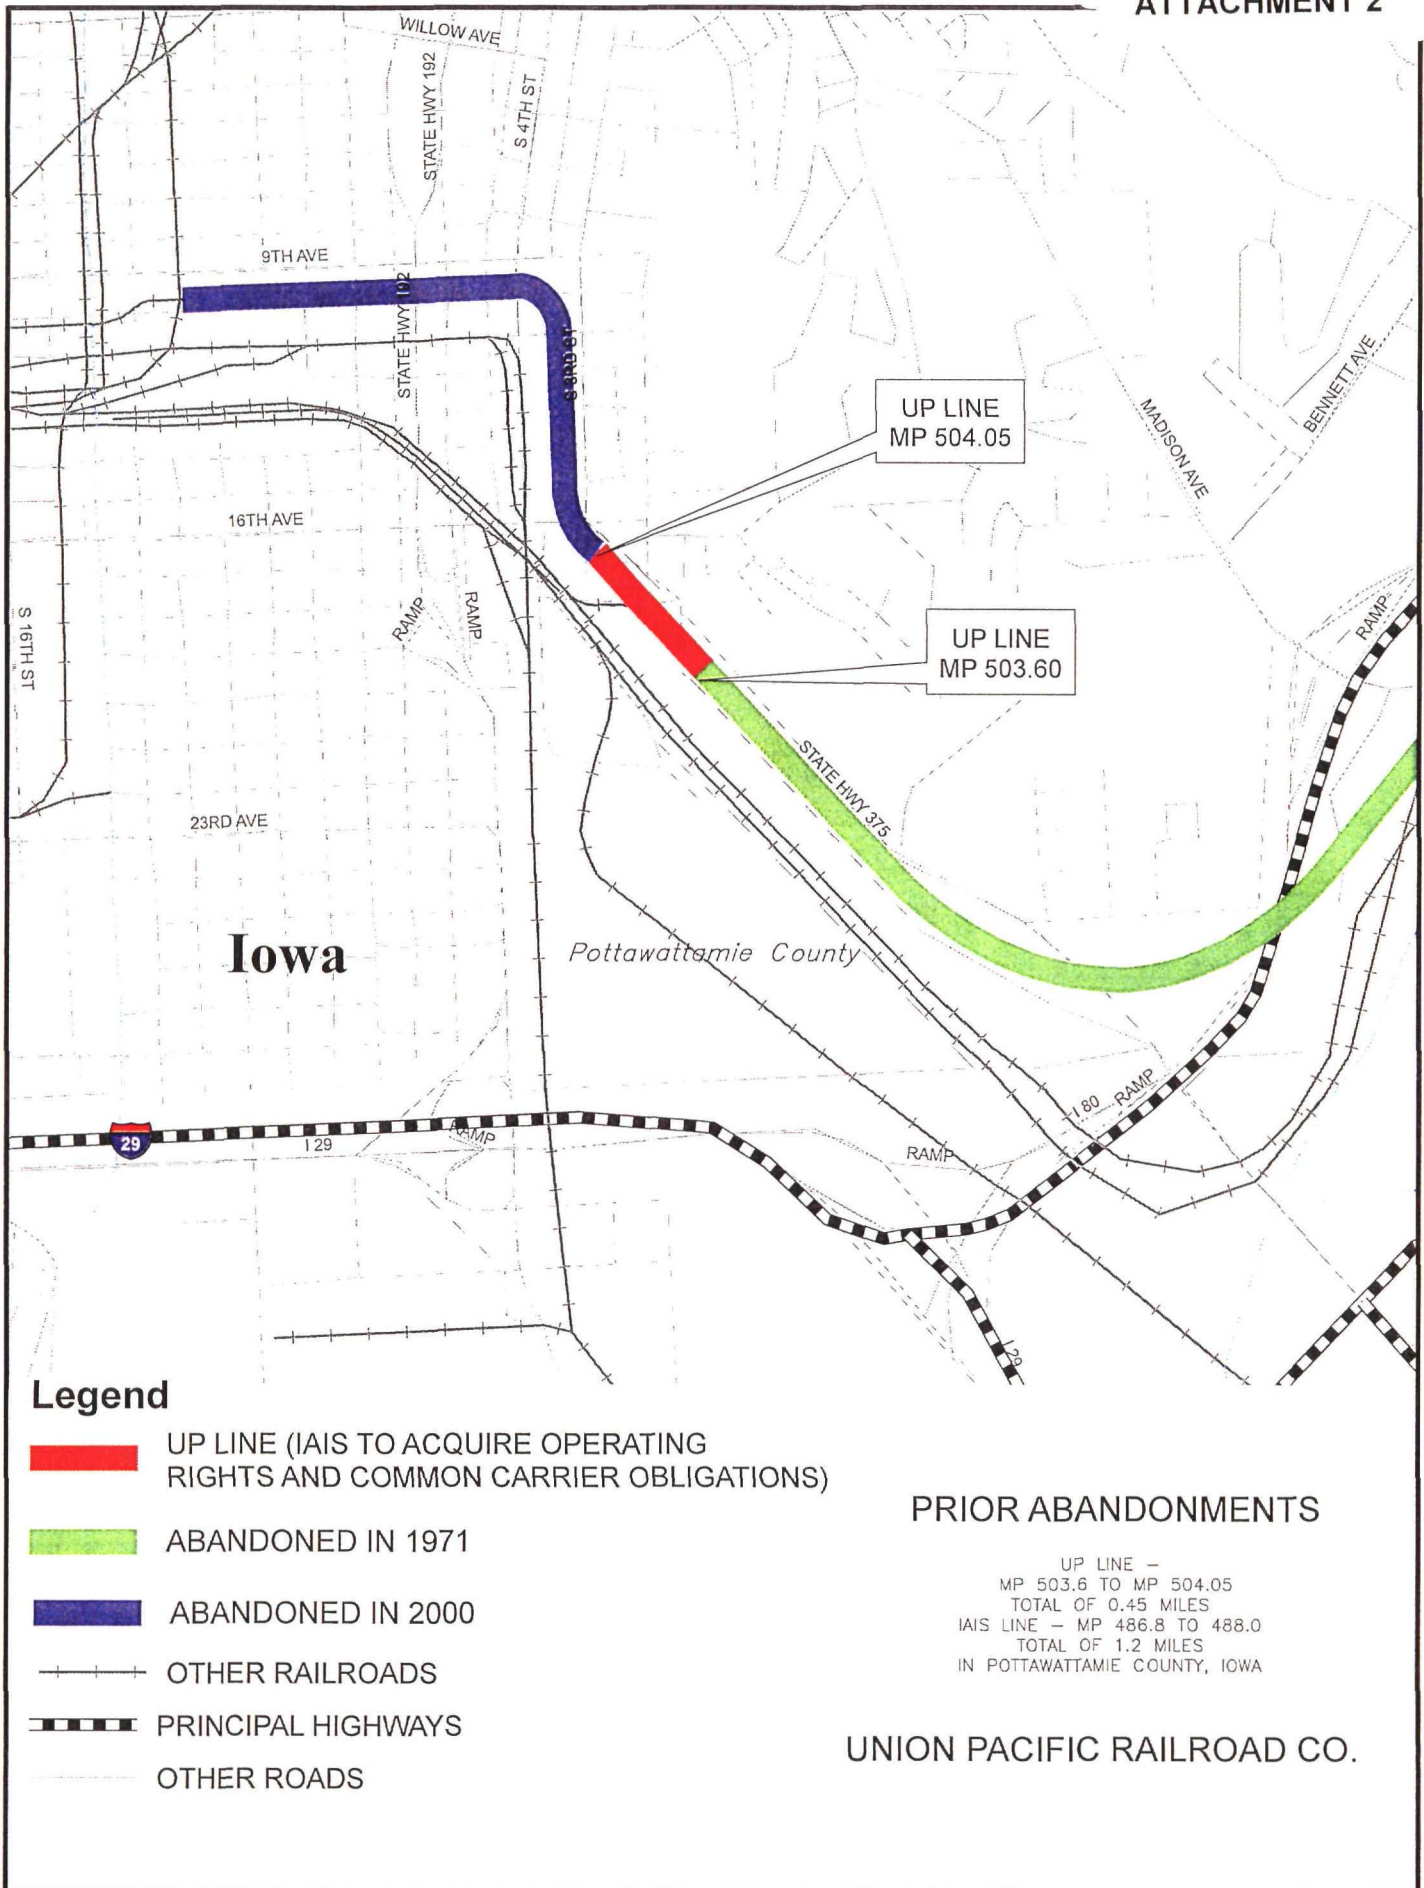 ATTACHMENT 2
WILLOW AVE
STATE HWY 192
S 4TH ST
9TH AVE
STATE HWY 192
S 3RD ST
UP LINE
MP 504.05
MADISON AVE
BENNETT AVE
16TH AVE
RAMP
RAMP
S 16TH ST
RAMP
UP LINE
MP 503.60
STATE HWY 375
23RD AVE
Iowa
Pottawattamie County
I 80
RAMP
29
I 29
RAMP
RAMP
I 29
Legend
UP LINE (IAIS TO ACQUIRE OPERATING
RIGHTS AND COMMON CARRIER OBLIGATIONS)
ABANDONED IN 1971
ABANDONED IN 2000
OTHER RAILROADS
PRINCIPAL HIGHWAYS
OTHER ROADS
PRIOR ABANDONMENTS
UP LINE –
MP 503.6 TO MP 504.05
TOTAL OF 0.45 MILES
IAIS LINE – MP 486.8 TO 488.0
TOTAL OF 1.2 MILES
IN POTTAWATTAMIE COUNTY, IOWA
UNION PACIFIC RAILROAD CO.